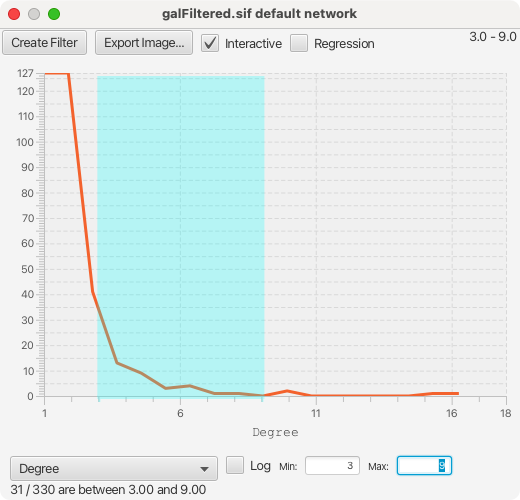 galFiltered.sif default network
Create Filter Export Image... Interactive Regression 3.0 - 9.0
127
120
110
100
90
80
70
60
50
40
30
20
10
0
1 6 11 16 18
Degree
Degree Log Min: 3 Max: 9
31 / 330 are between 3.00 and 9.00